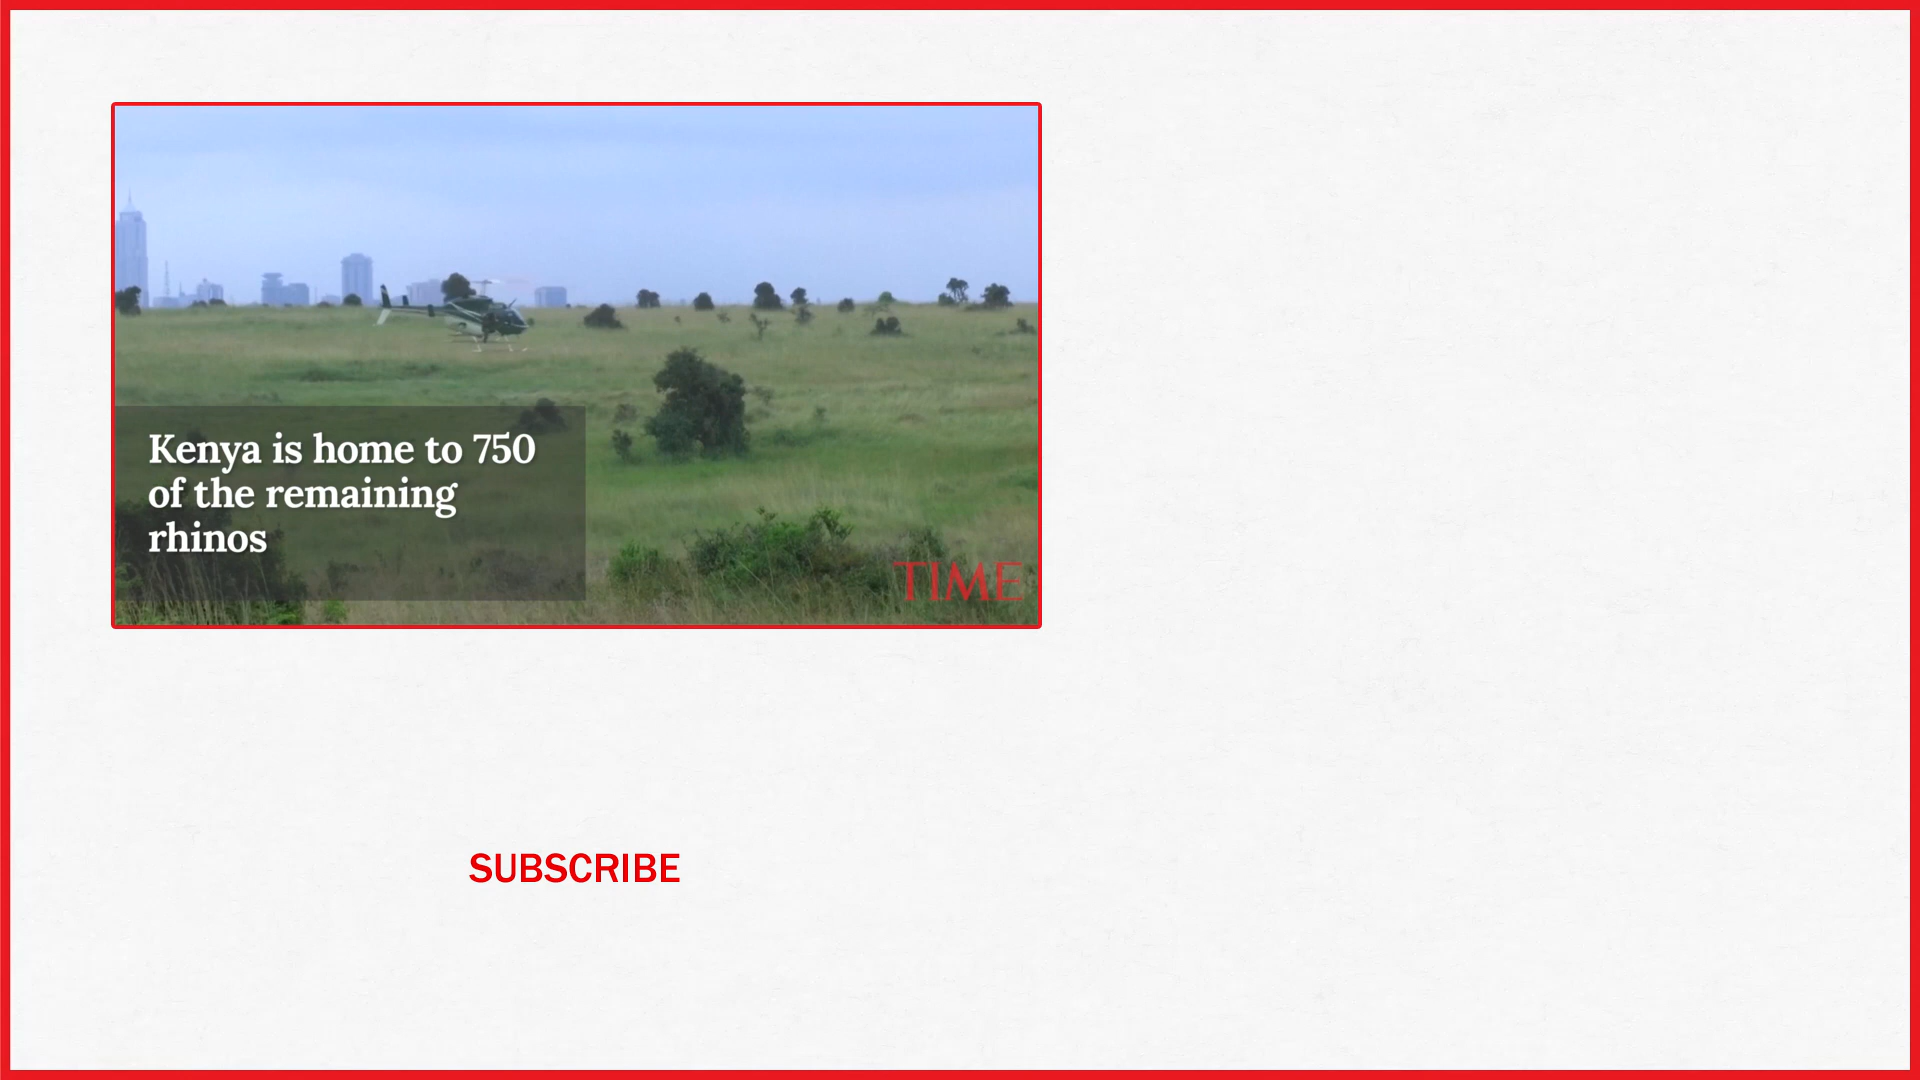 Kenya is home to 750
of the remaining
rhinos
TIME
SUBSCRIBE